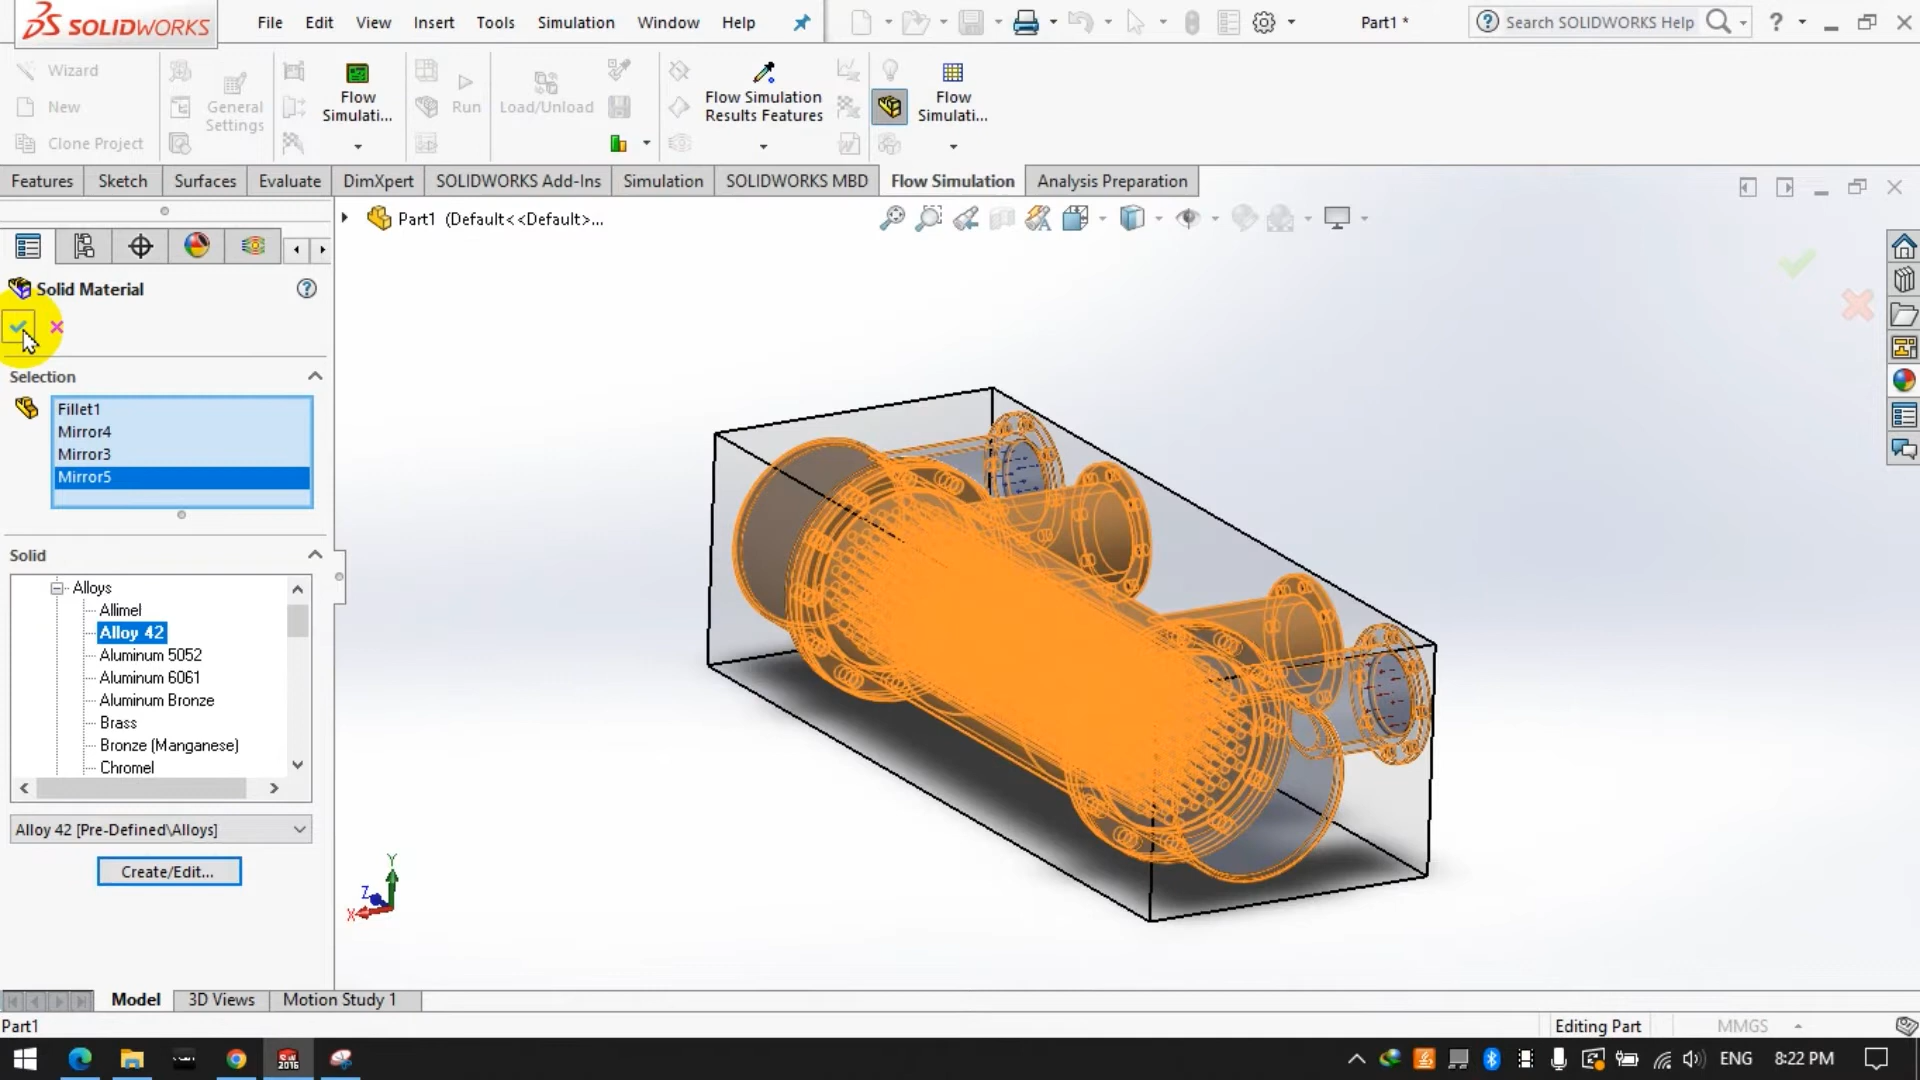 SOLIDWORKS
File Edit View Insert Tools Simulation Window Help
Part1 *
Search SOLIDWORKS Help
?
Wizard
New
Clone Project
General
Settings
Flow
Simulati...
Run
Load/Unload
Flow Simulation
Results Features
Flow
Simulati...
Features Sketch Surfaces Evaluate DimXpert SOLIDWORKS Add-Ins Simulation SOLIDWORKS MBD Flow Simulation Analysis Preparation
Part1 (Default<<Default>...
Solid Material
Selection
Fillet1
Mirror4
Mirror3
Mirror5
Solid
Alloys
Allimel
Alloy 42
Aluminum 5052
Aluminum 6061
Aluminum Bronze
Brass
Bronze (Manganese)
Chromel
Alloy 42 [Pre-Defined\Alloys]
Create/Edit...
Y
Z
X
Model 3D Views Motion Study 1
Part1
Editing Part
MMGS
SW
2016
ENG
8:22 PM